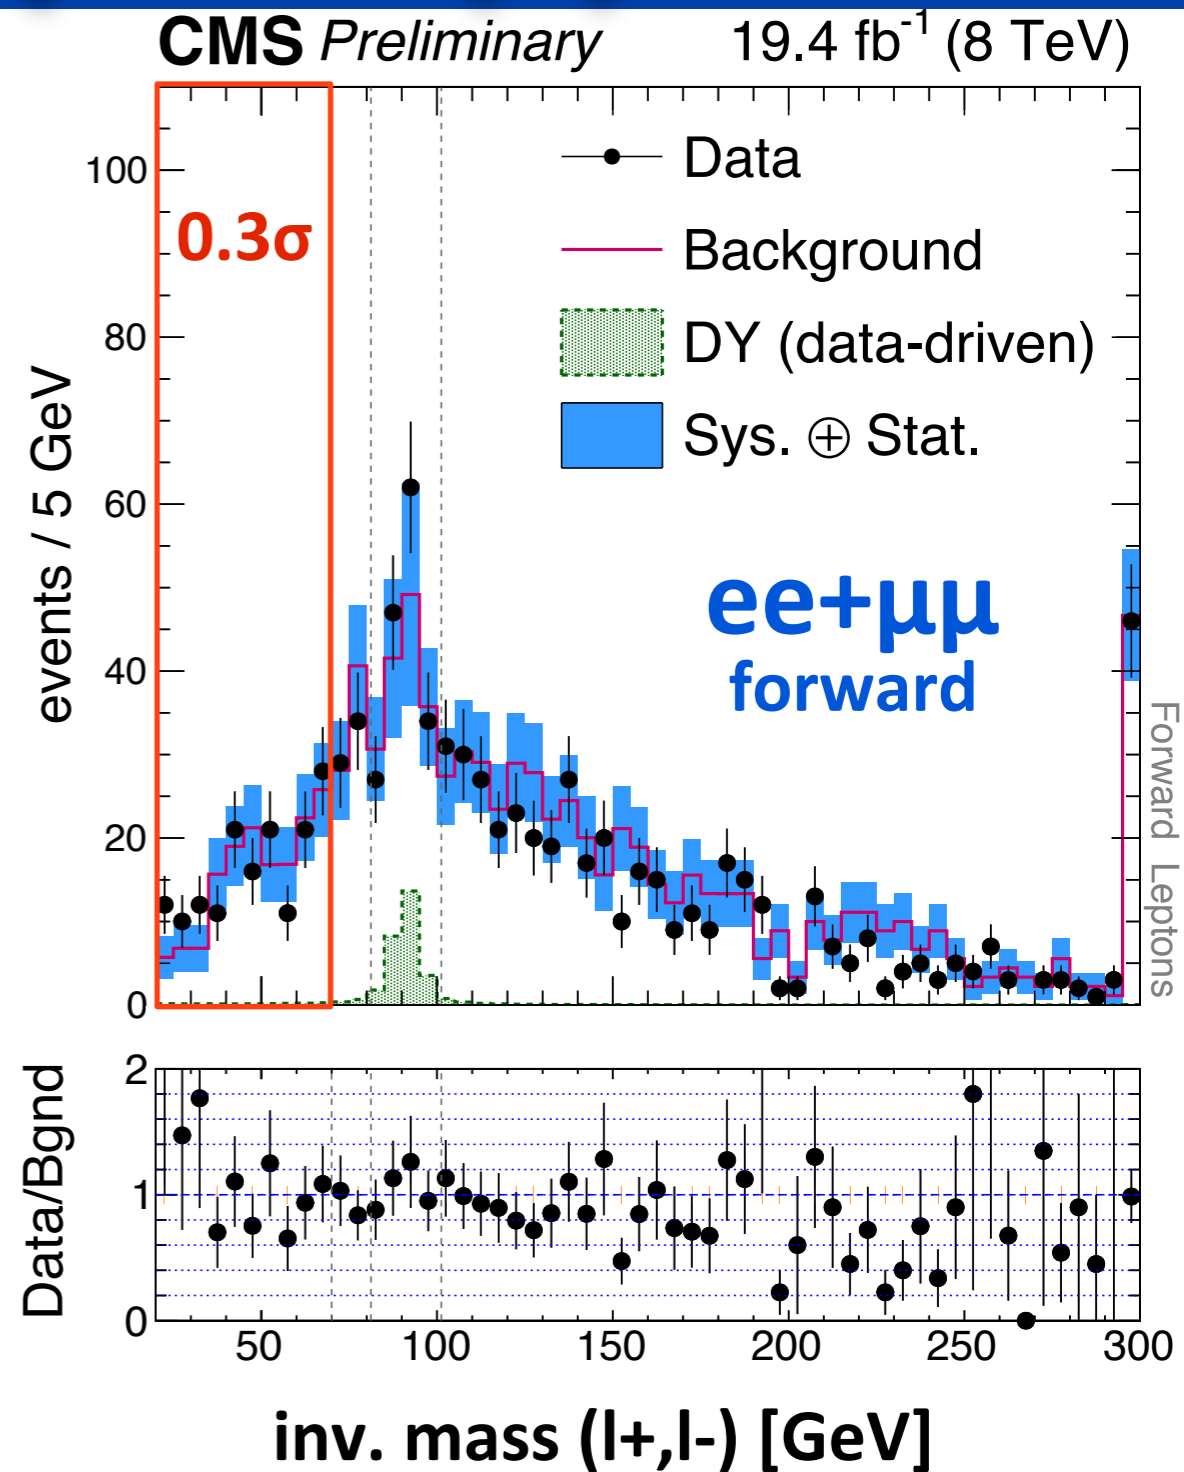 CMS Preliminary 19.4 fb⁻¹ (8 TeV)
0.3σ
Data
Background
DY (data-driven)
Sys. ⊕ Stat.
ee+μμ
forward
events / 5 GeV
100
80
60
40
20
0
Forward Leptons
Data/Bgnd
2
1
0
50 100 150 200 250 300
inv. mass (l+,l-) [GeV]